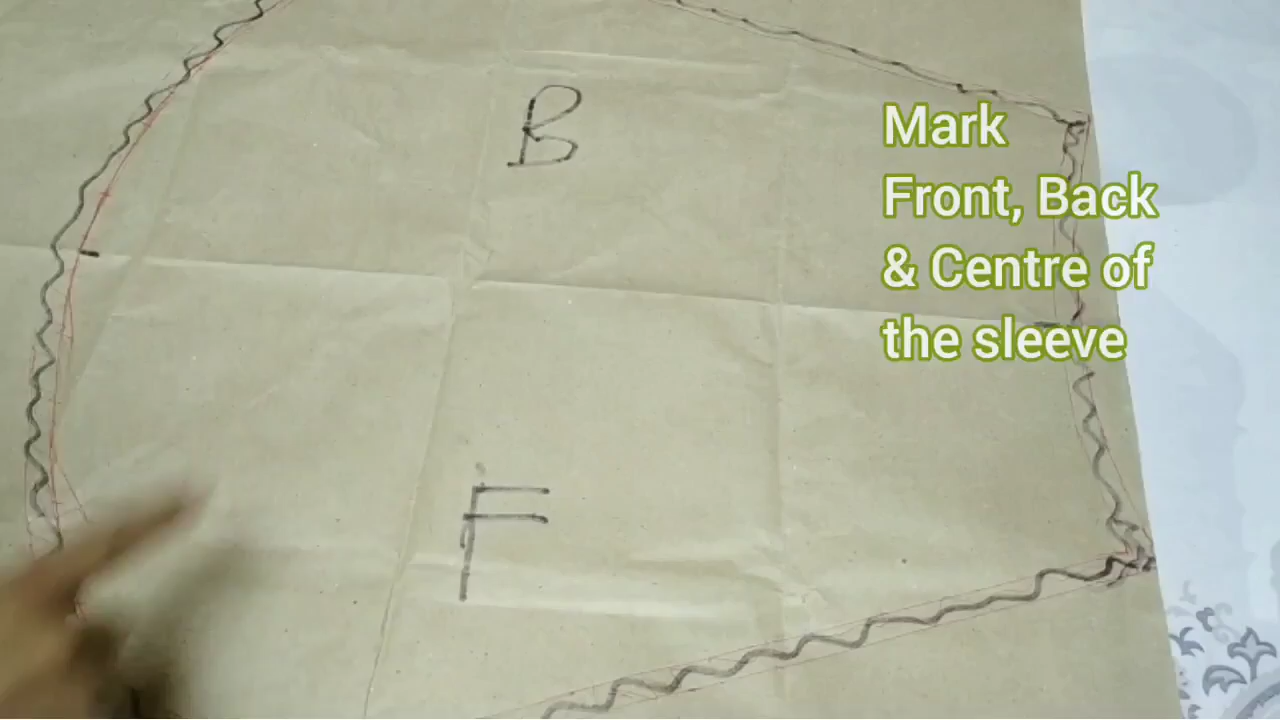 B
Mark
Front, Back
& Centre of
the sleeve
F